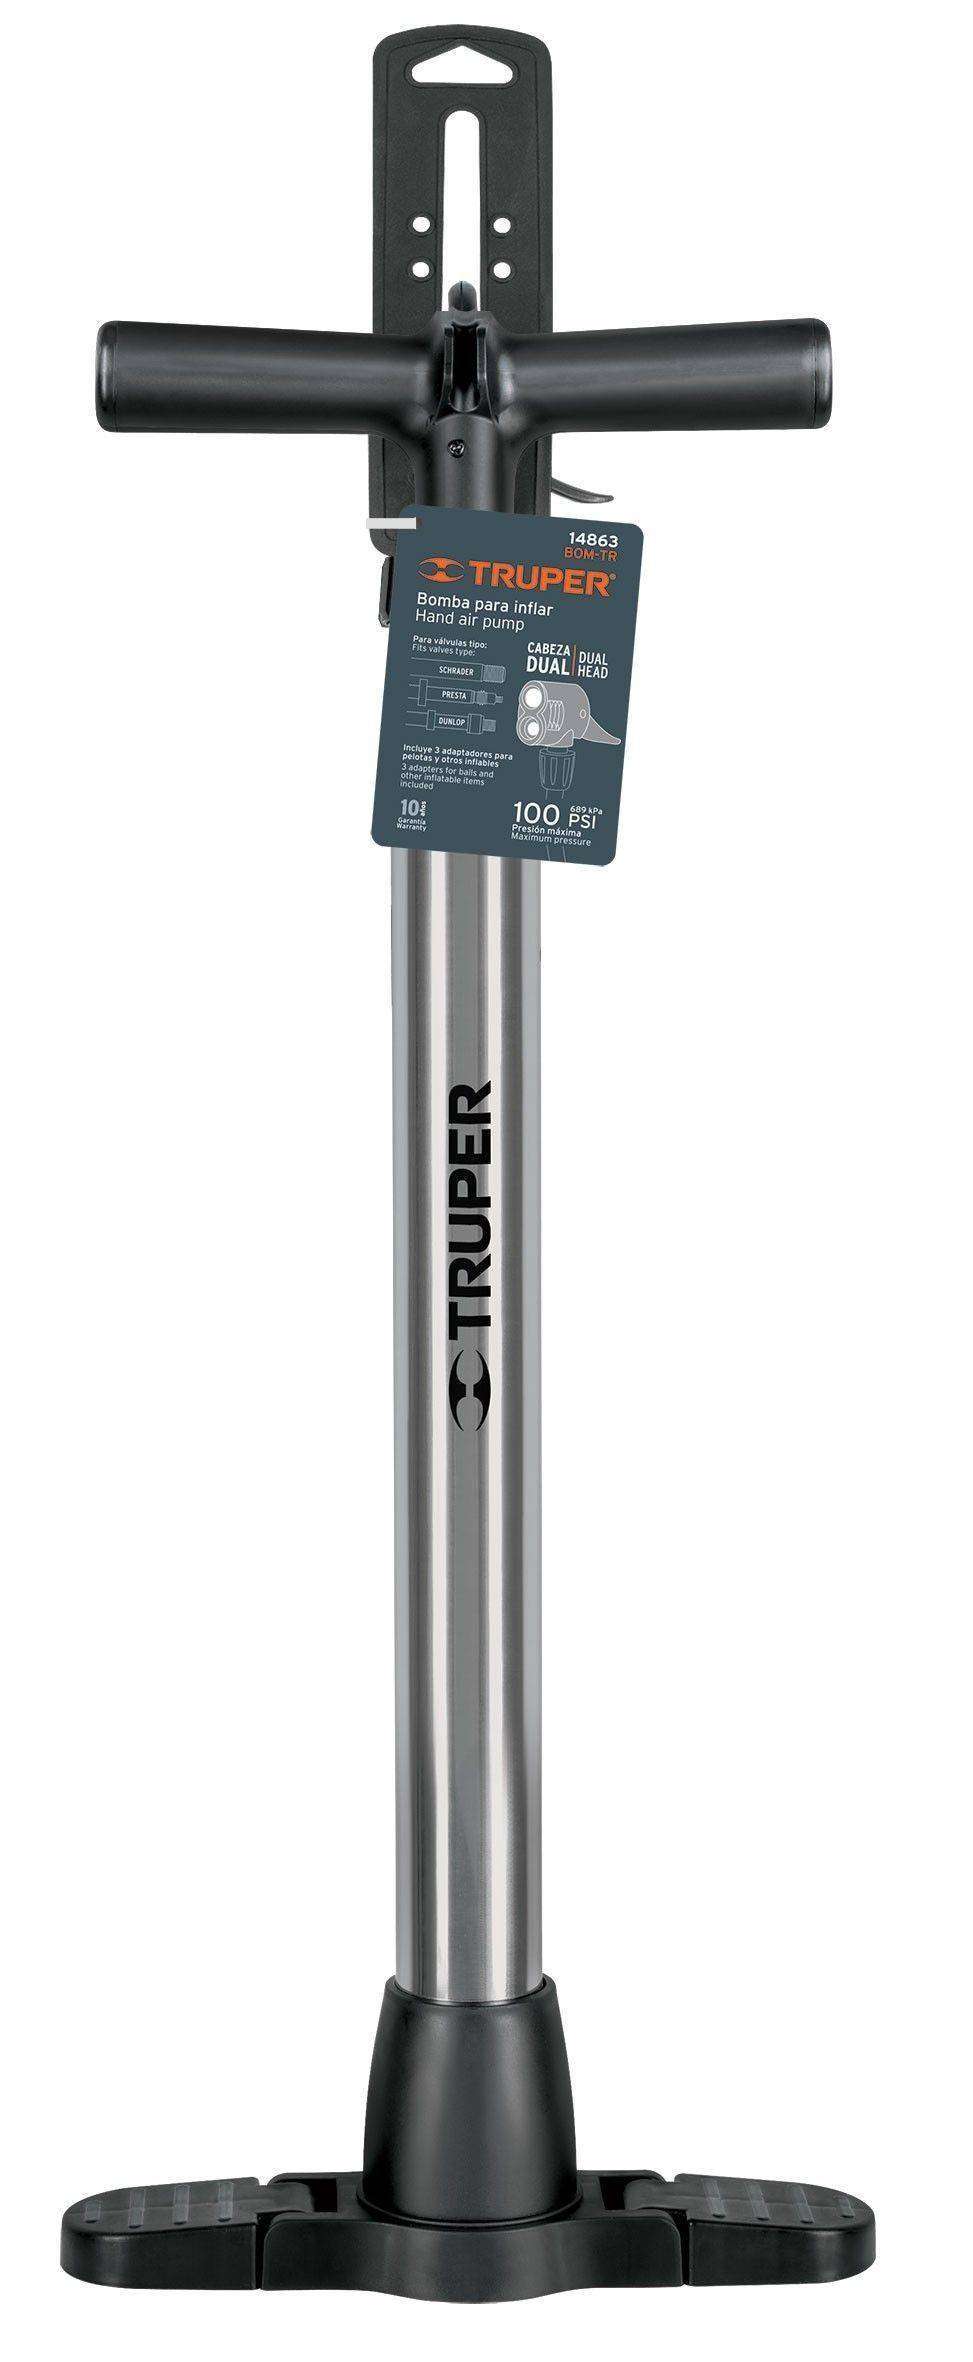 14863
BOM-TR
TRUPER®
Bomba para inflar
Hand air pump
Para válvulas tipo:
Fits valves type:
SCHRADER
PRESTA
DUNLOP
CABEZA
DUAL
DUAL
HEAD
Incluye 3 adaptadores para
pelotas y otros inflables
3 adapters for balls and
other inflatable items
included
10 años
Garantía
Warranty
100 PSI
689 kPa
Presión máxima
Maximum pressure
TRUPER